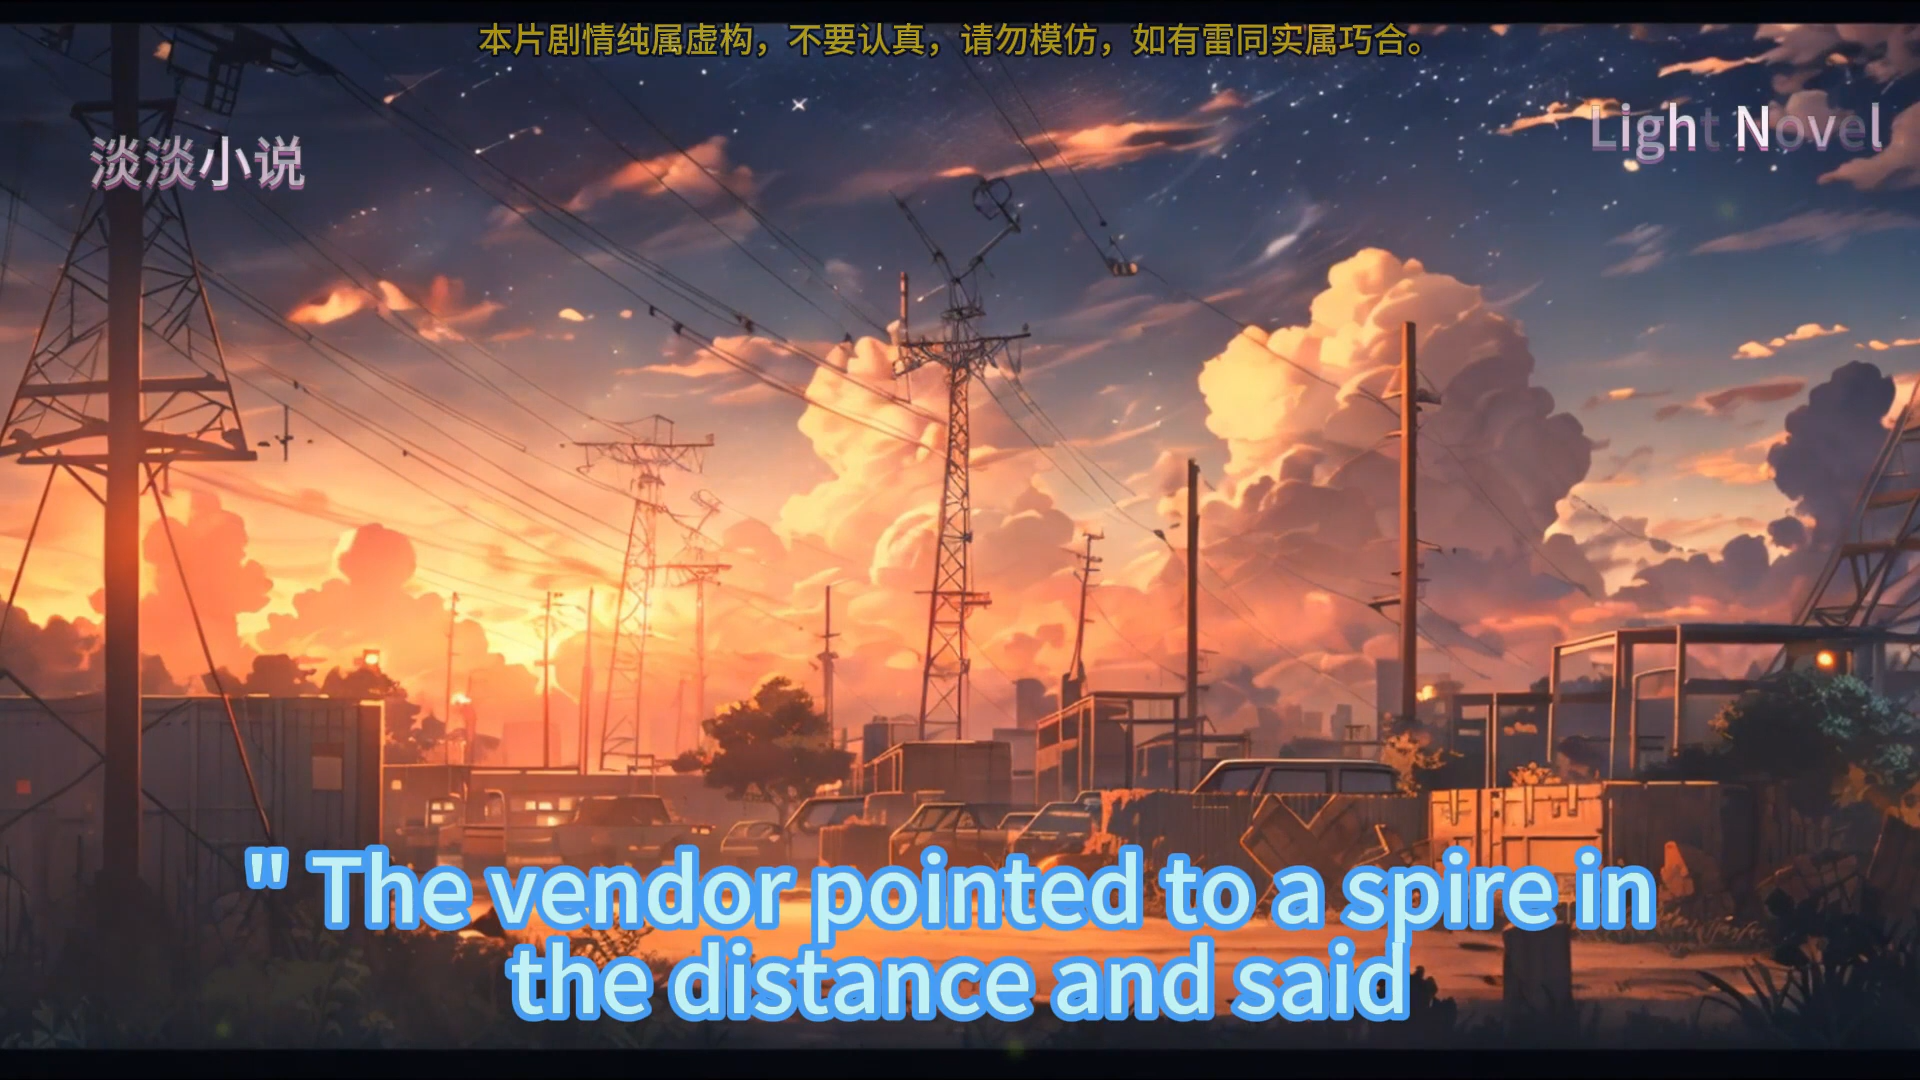 本片剧情纯属虚构，不要认真，请勿模仿，如有雷同实属巧合。
淡淡小说
Light Novel
" The vendor pointed to a spire in
the distance and said